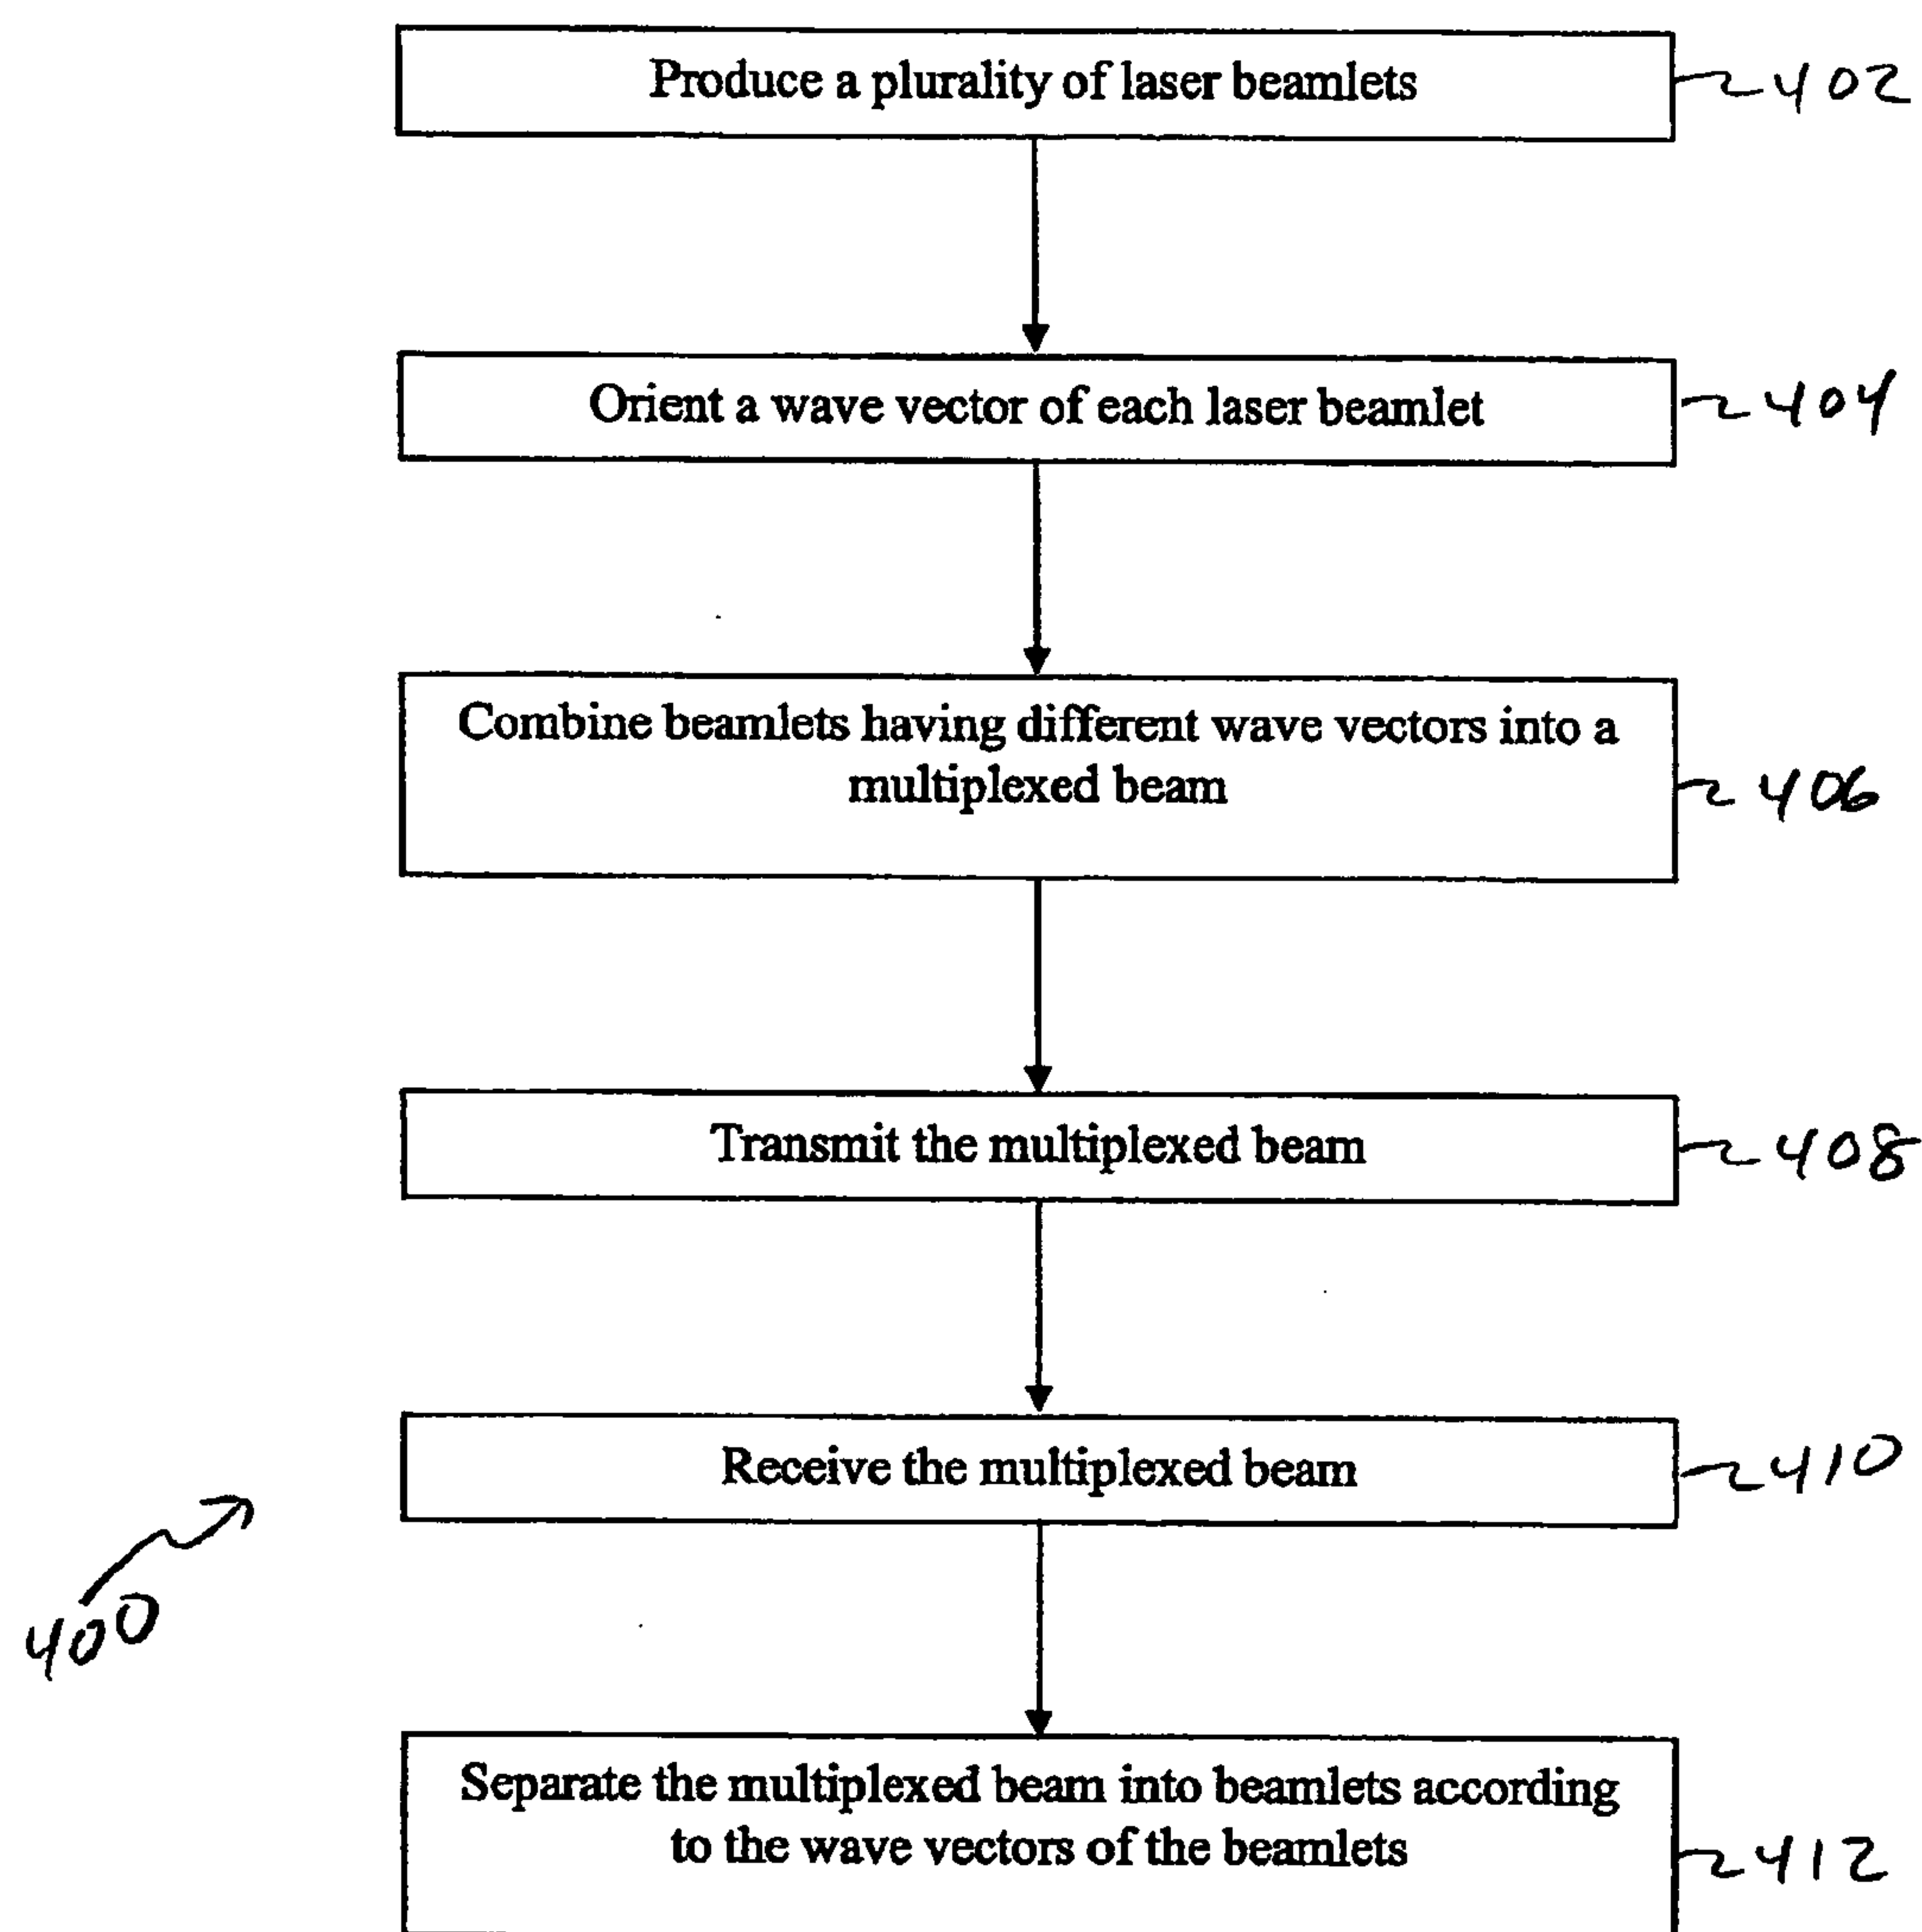 Produce a plurality of laser beamlets
402
Orient a wave vector of each laser beamlet
404
Combine beamlets having different wave vectors into a
multiplexed beam
406
Transmit the multiplexed beam
408
Receive the multiplexed beam
410
400
Separate the multiplexed beam into beamlets according
to the wave vectors of the beamlets
412